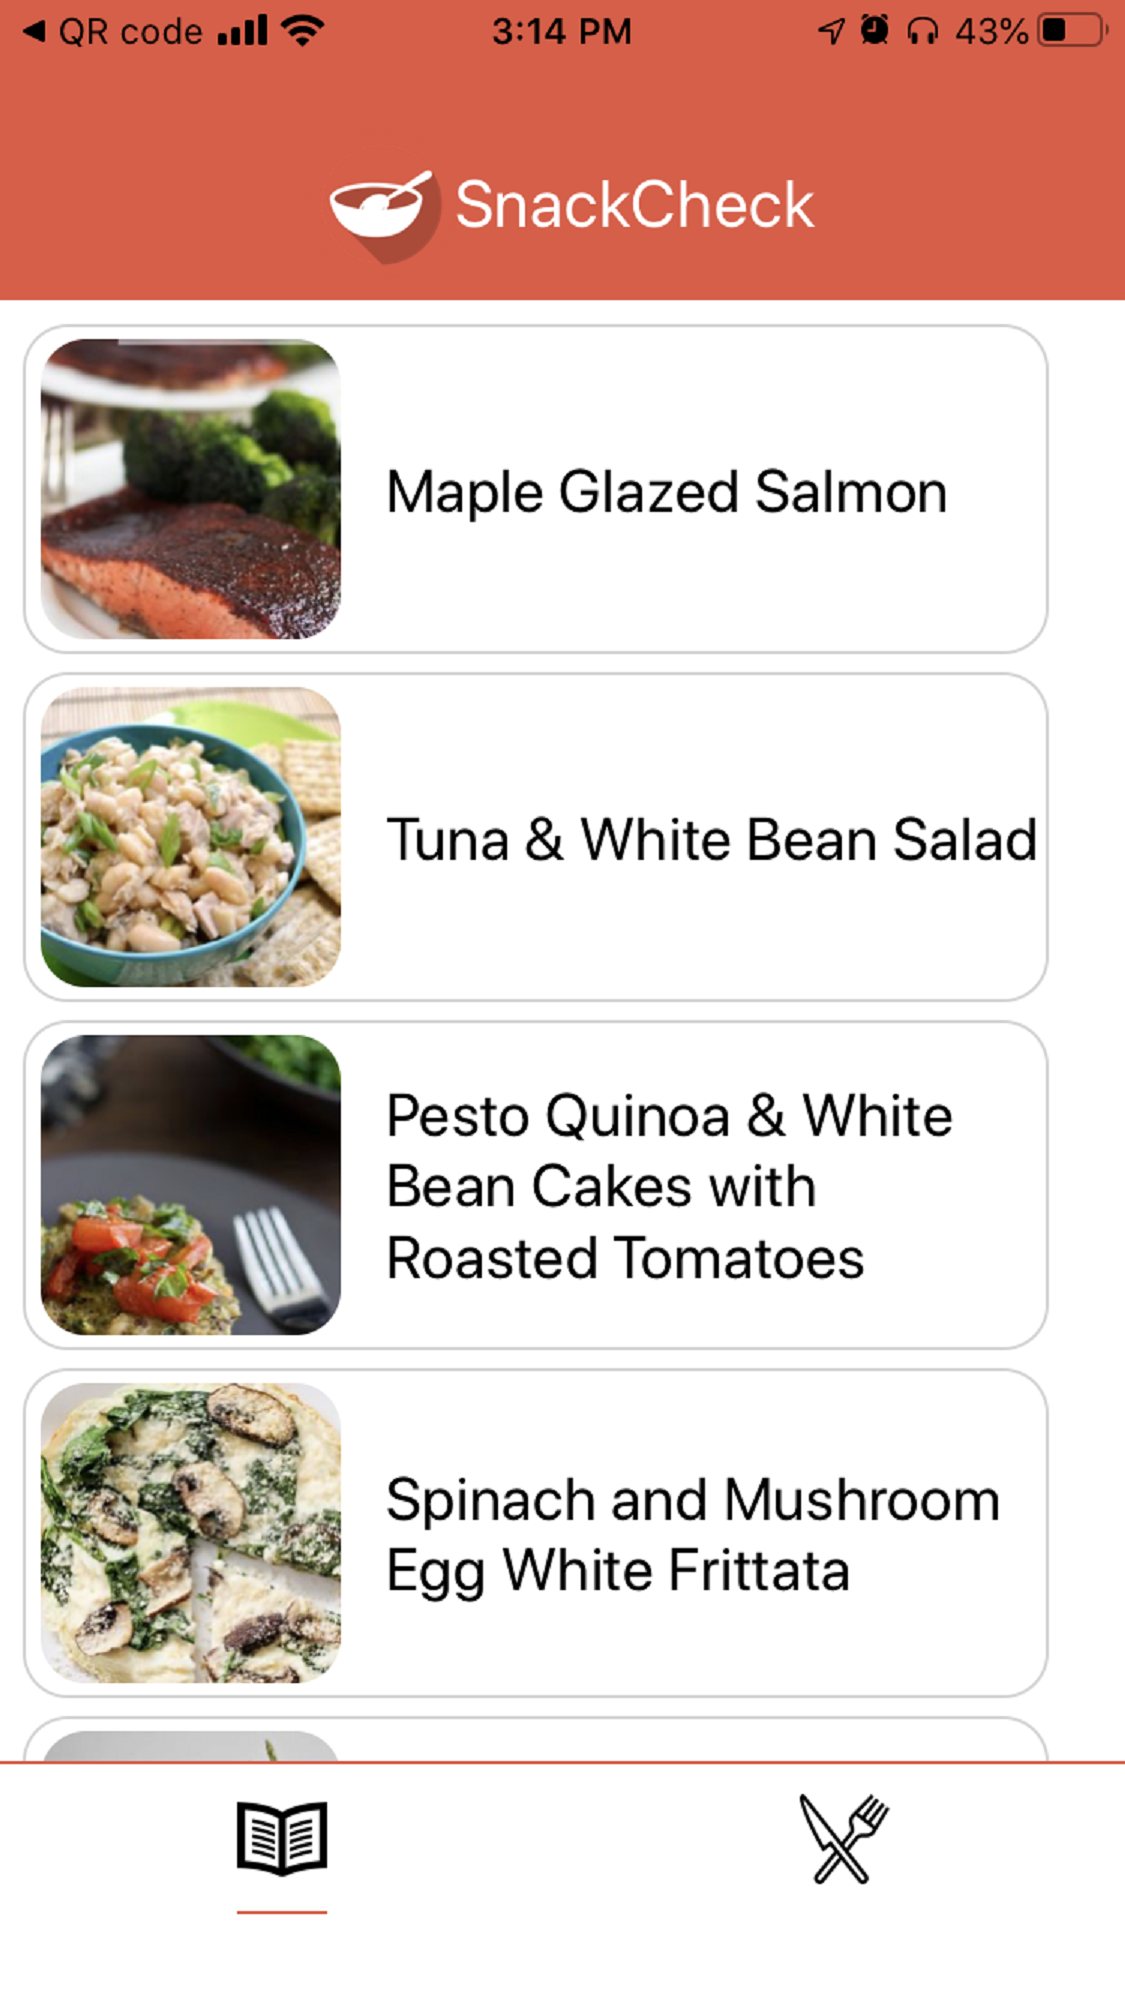 QR code
3:14 PM
43%
SnackCheck
Maple Glazed Salmon
Tuna & White Bean Salad
Pesto Quinoa & White
Bean Cakes with
Roasted Tomatoes
Spinach and Mushroom
Egg White Frittata